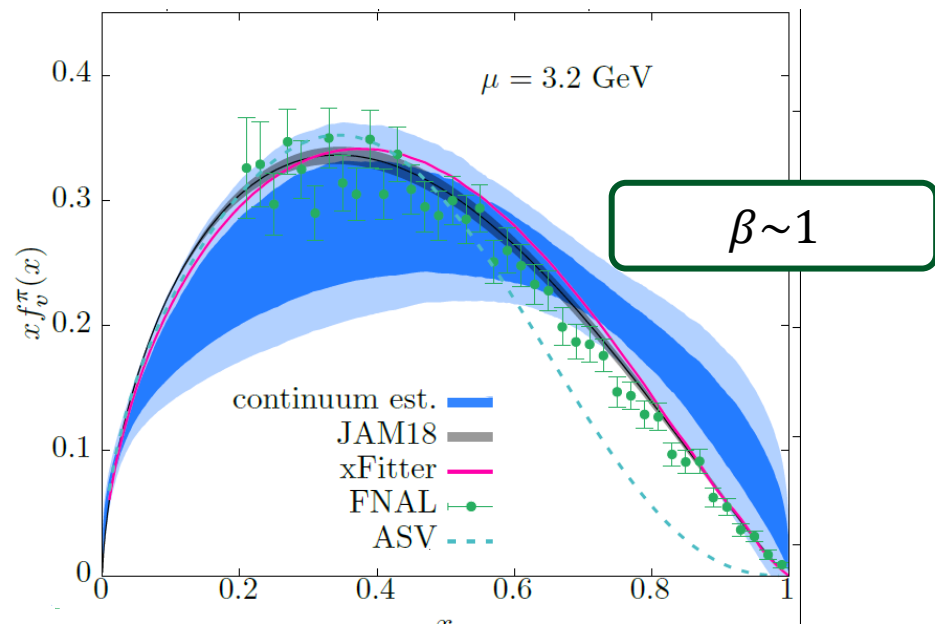 0.4
μ = 3.2 GeV
0.3
β~1
x f_v^π(x)
0.2
continuum est.
JAM18
0.1
xFitter
FNAL
ASV
0
0 0.2 0.4 0.6 0.8 1